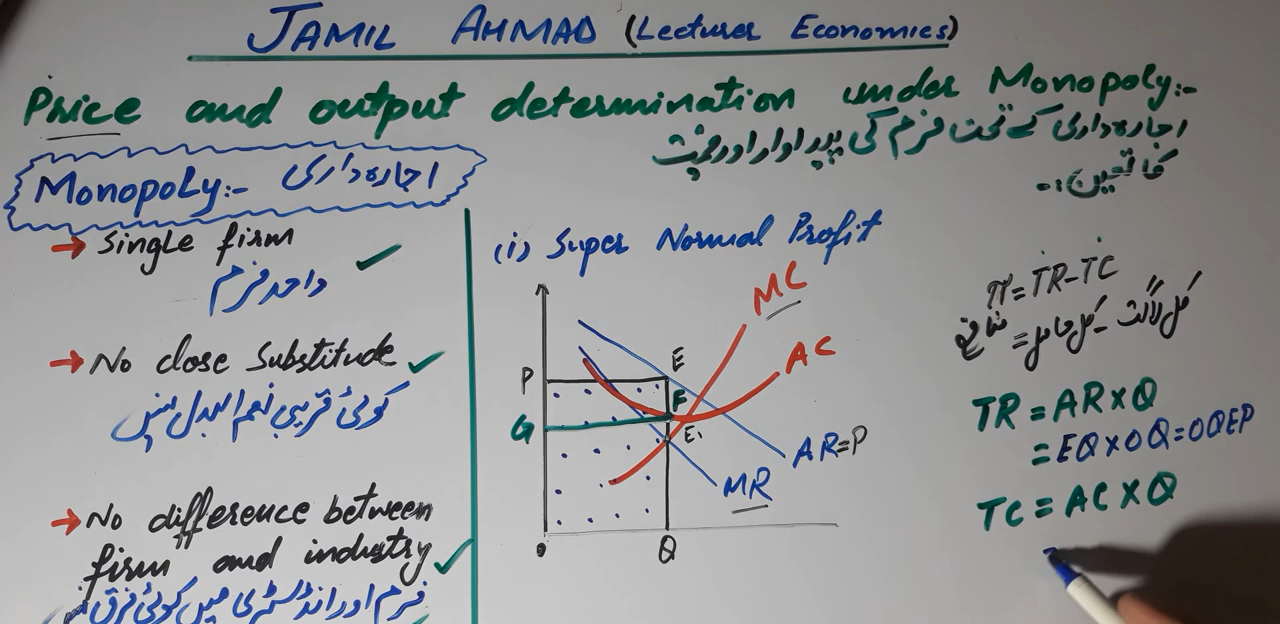 JAMIL AHMAD (Lecturer Economics)
Price and output determination under Monopoly:-
اجارہ داری کے تحت فرم کی پیداوار اور قیمت
کا تعین:-
Monopoly:- اجارہ داری
→ Single firm ✓
واحد فرم
→ No close Substitude ✓
کوئی قریبی نعم البدل نہیں
→ No difference between
firm and industry ✓
فرم اور انڈسٹری میں کوئی فرق
(i) Super Normal Profit
MC
AC
P
E
F
G
E₁
AR=P
MR
0
Q
π = TR-TC
کل لاگت - کل حاصل = منافع
TR = AR×Q
= EQ×OQ=OQEP
TC = AC×Q